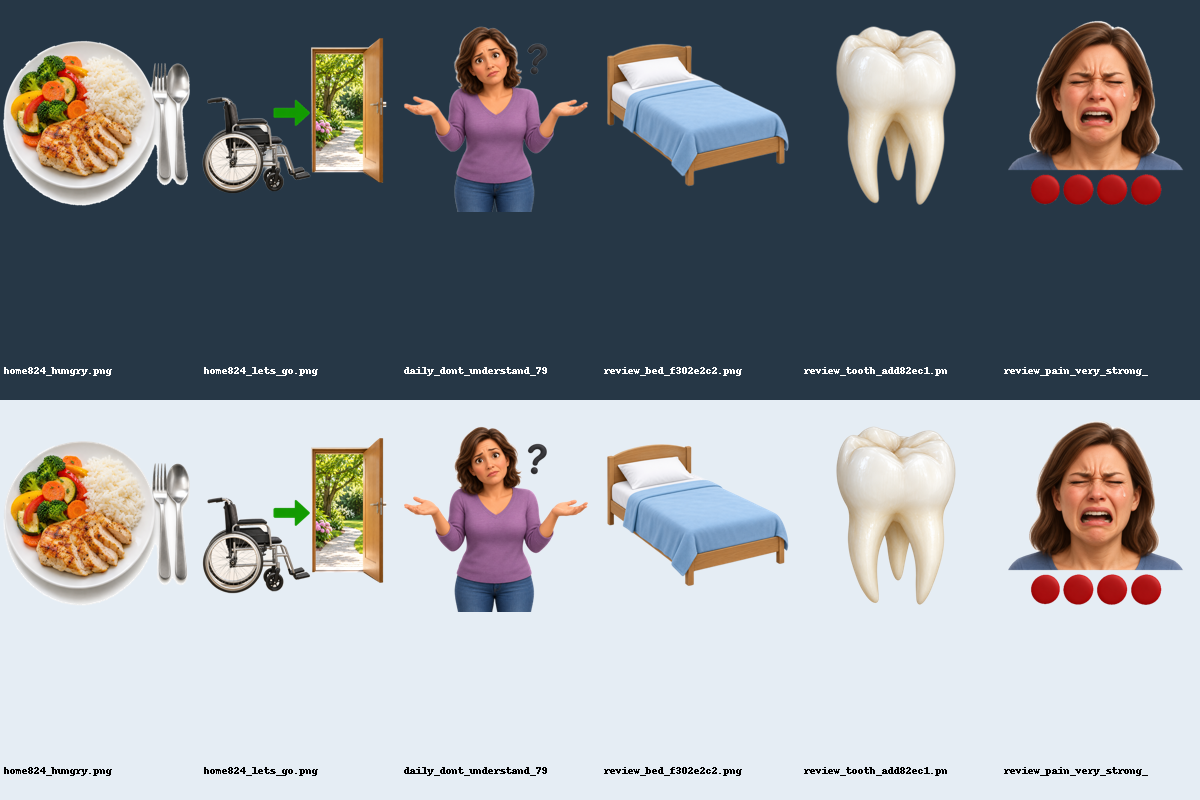 ?
home824_hungry.png
home824_lets_go.png
daily_dont_understand_79
review_bed_f302e2c2.png
review_tooth_add82ec1.pn
review_pain_very_strong_
?
home824_hungry.png
home824_lets_go.png
daily_dont_understand_79
review_bed_f302e2c2.png
review_tooth_add82ec1.pn
review_pain_very_strong_